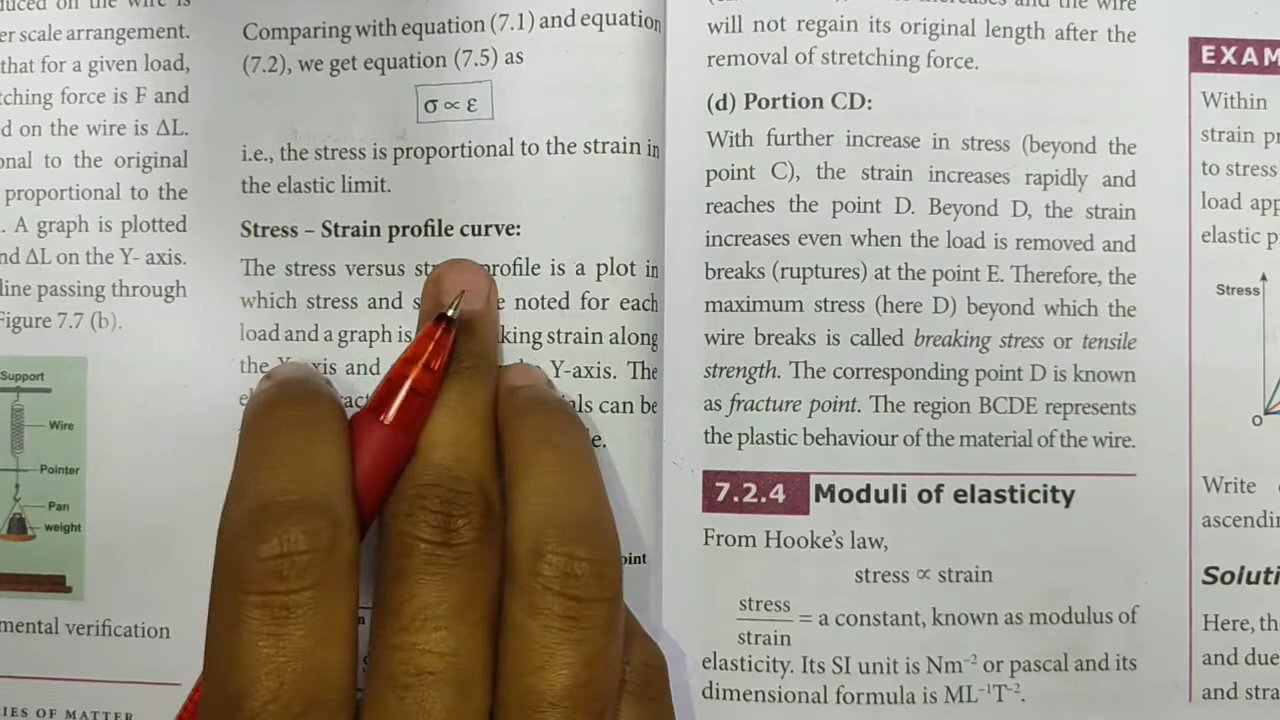 er scale arrangement.
that for a given load,
tching force is F and
d on the wire is ΔL.
onal to the original
proportional to the
. A graph is plotted
nd ΔL on the Y- axis.
line passing through
Figure 7.7 (b).
Support
Wire
Pointer
Pan
weight
mental verification
IES OF MATTER
Comparing with equation (7.1) and equation
(7.2), we get equation (7.5) as
σ ∝ ε
i.e., the stress is proportional to the strain in
the elastic limit.
Stress – Strain profile curve:
The stress versus profile is a plot in
which stress and noted for each
load and a graph is king strain along
the and Y-axis. The
can be
oint
will not regain its original length after the
removal of stretching force.
(d) Portion CD:
With further increase in stress (beyond the
point C), the strain increases rapidly and
reaches the point D. Beyond D, the strain
increases even when the load is removed and
breaks (ruptures) at the point E. Therefore, the
maximum stress (here D) beyond which the
wire breaks is called breaking stress or tensile
strength. The corresponding point D is known
as fracture point. The region BCDE represents
the plastic behaviour of the material of the wire.
7.2.4 Moduli of elasticity
From Hooke's law,
stress ∝ strain
stress
strain = a constant, known as modulus of
elasticity. Its SI unit is Nm⁻² or pascal and its
dimensional formula is ML⁻¹T⁻².
EXAM
Within
strain p
to stress
load app
elastic p
Stress
O
Write
ascendi
Soluti
Here, th
and due
and stra